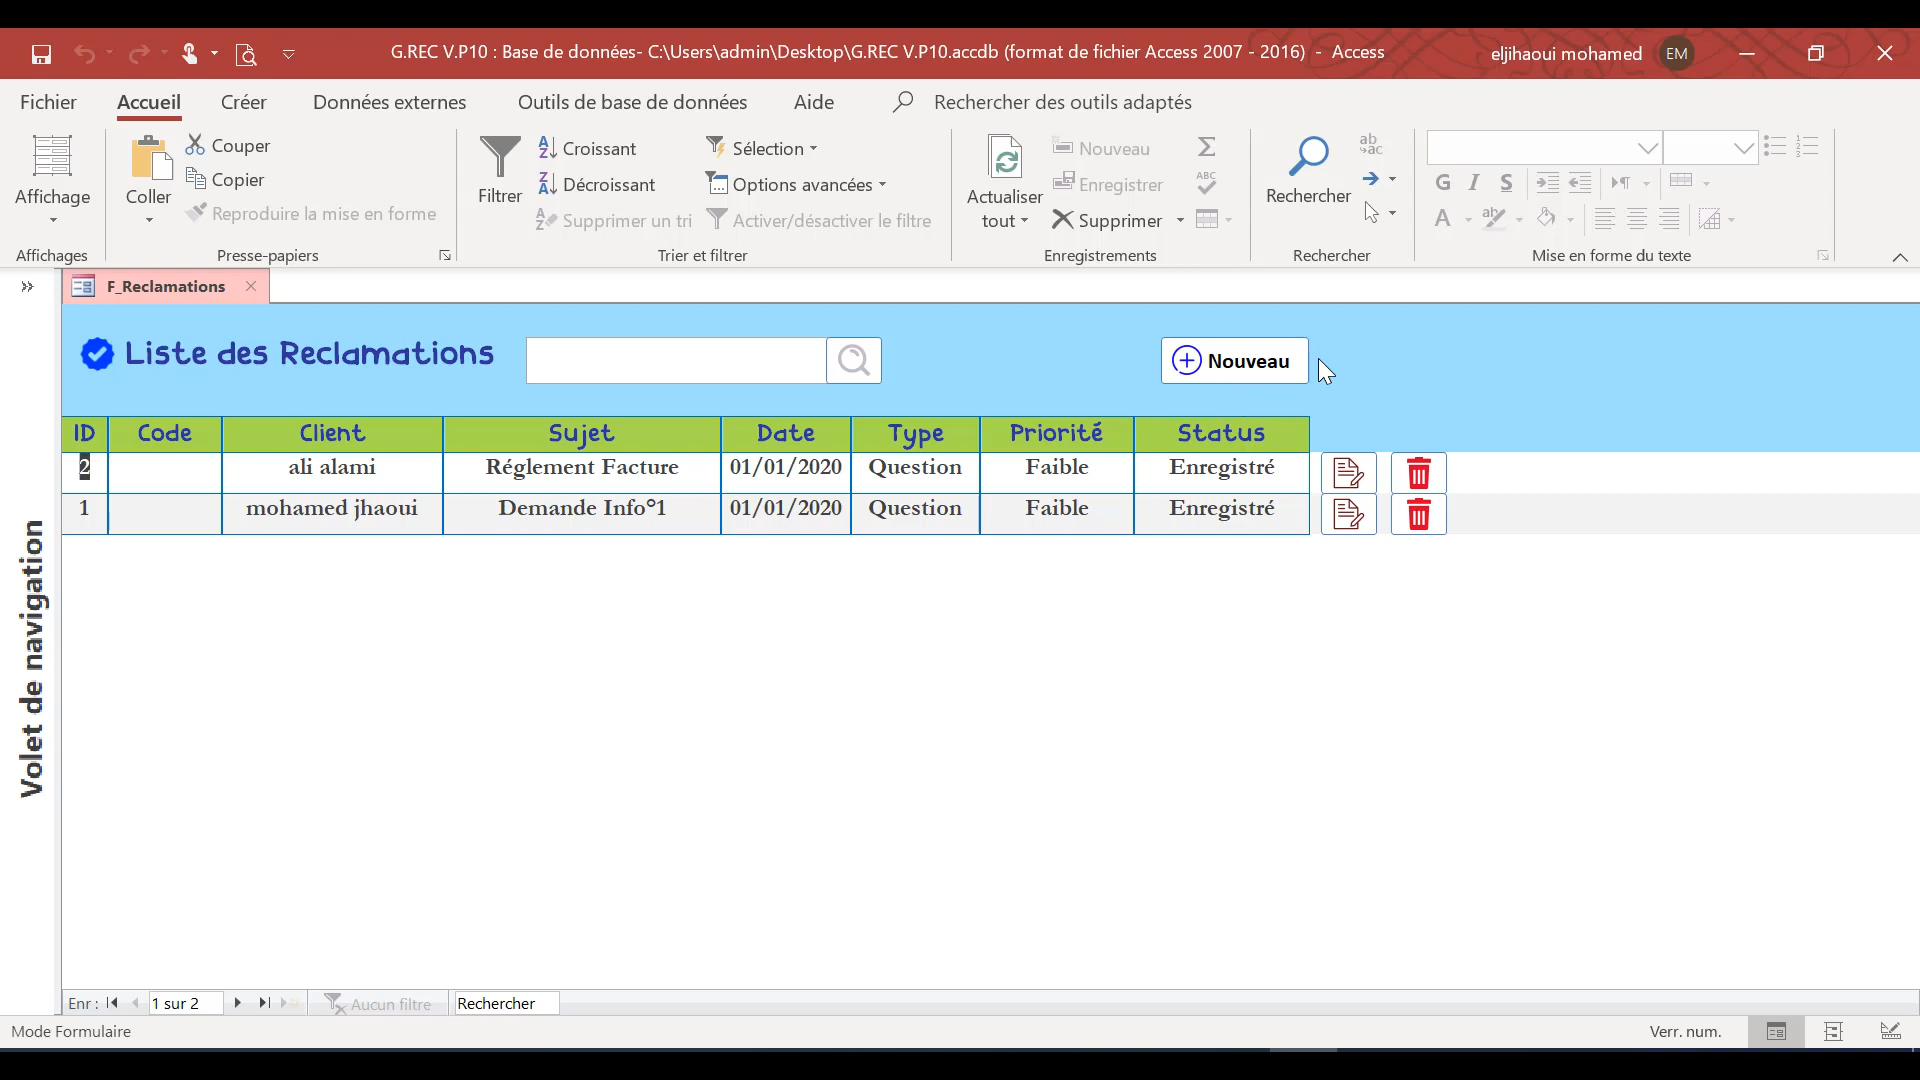 G.REC V.P10 : Base de données- C:\Users\admin\Desktop\G.REC V.P10.accdb (format de fichier Access 2007 - 2016) - Access
eljihaoui mohamed EM
Fichier Accueil Créer Données externes Outils de base de données Aide Rechercher des outils adaptés
Affichage
Affichages
Coller
Couper
Copier
Reproduire la mise en forme
Presse-papiers
Filtrer
Croissant
Décroissant
Supprimer un tri
Sélection
Options avancées
Activer/désactiver le filtre
Trier et filtrer
Actualiser
tout
Nouveau
Enregistrer
Supprimer
Enregistrements
Rechercher
Rechercher
G I S
A
Mise en forme du texte
F_Reclamations
Liste des Reclamations
Nouveau
ID Code Client Sujet Date Type Priorité Status
2 ali alami Réglement Facture 01/01/2020 Question Faible Enregistré
1 mohamed jhaoui Demande Info°1 01/01/2020 Question Faible Enregistré
Volet de navigation
Enr : 1 sur 2 Aucun filtre Rechercher
Mode Formulaire
Verr. num.